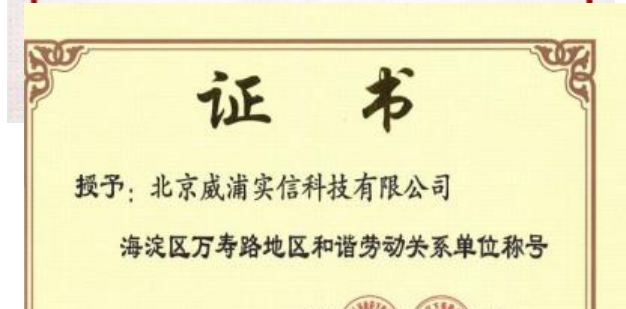 证 书
授予：北京威浦实信科技有限公司
海淀区万寿路地区和谐劳动关系单位称号